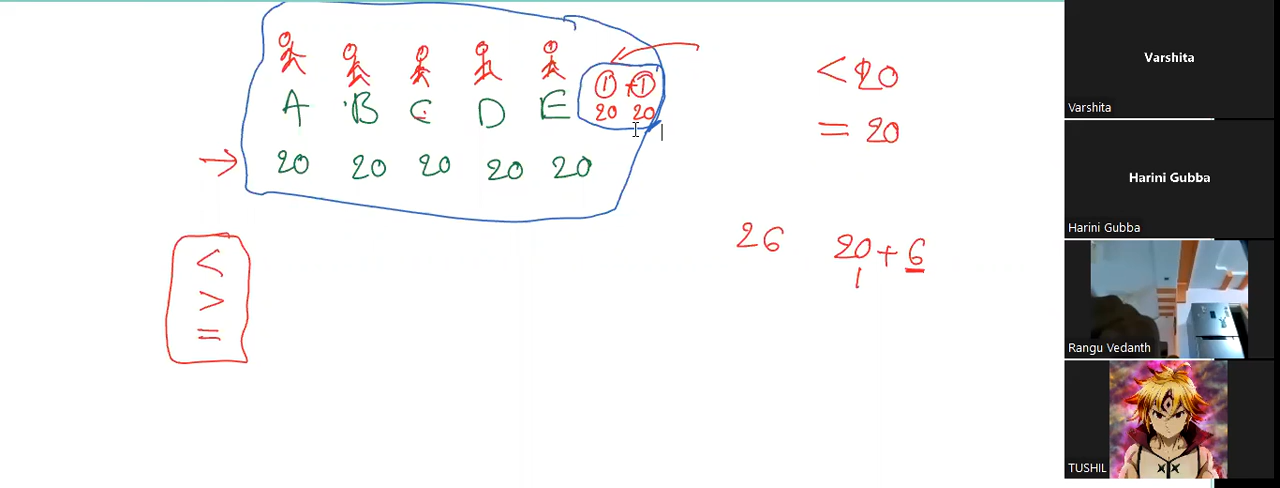 A B C D E ① + ①
20 20
20 20 20 20 20
< 20
= 20
26 20 + 6
<
>
=
Varshita
Varshita
Harini Gubba
Harini Gubba
Rangu Vedanth
TUSHIL